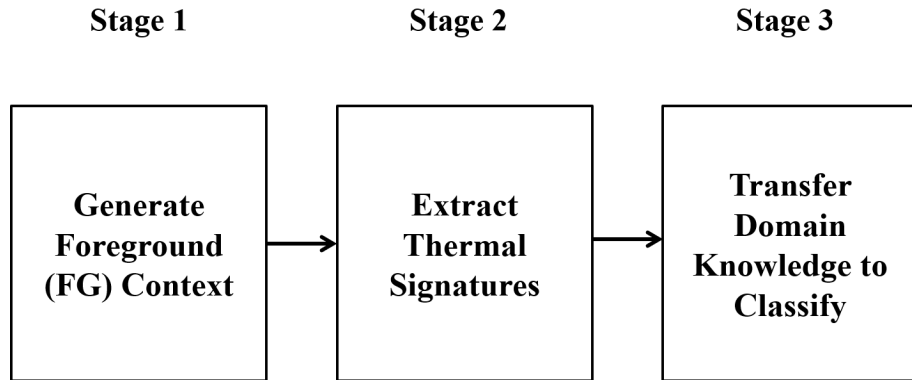 Stage 1
Stage 2
Stage 3
Generate
Foreground
(FG) Context
Extract
Thermal
Signatures
Transfer
Domain
Knowledge to
Classify